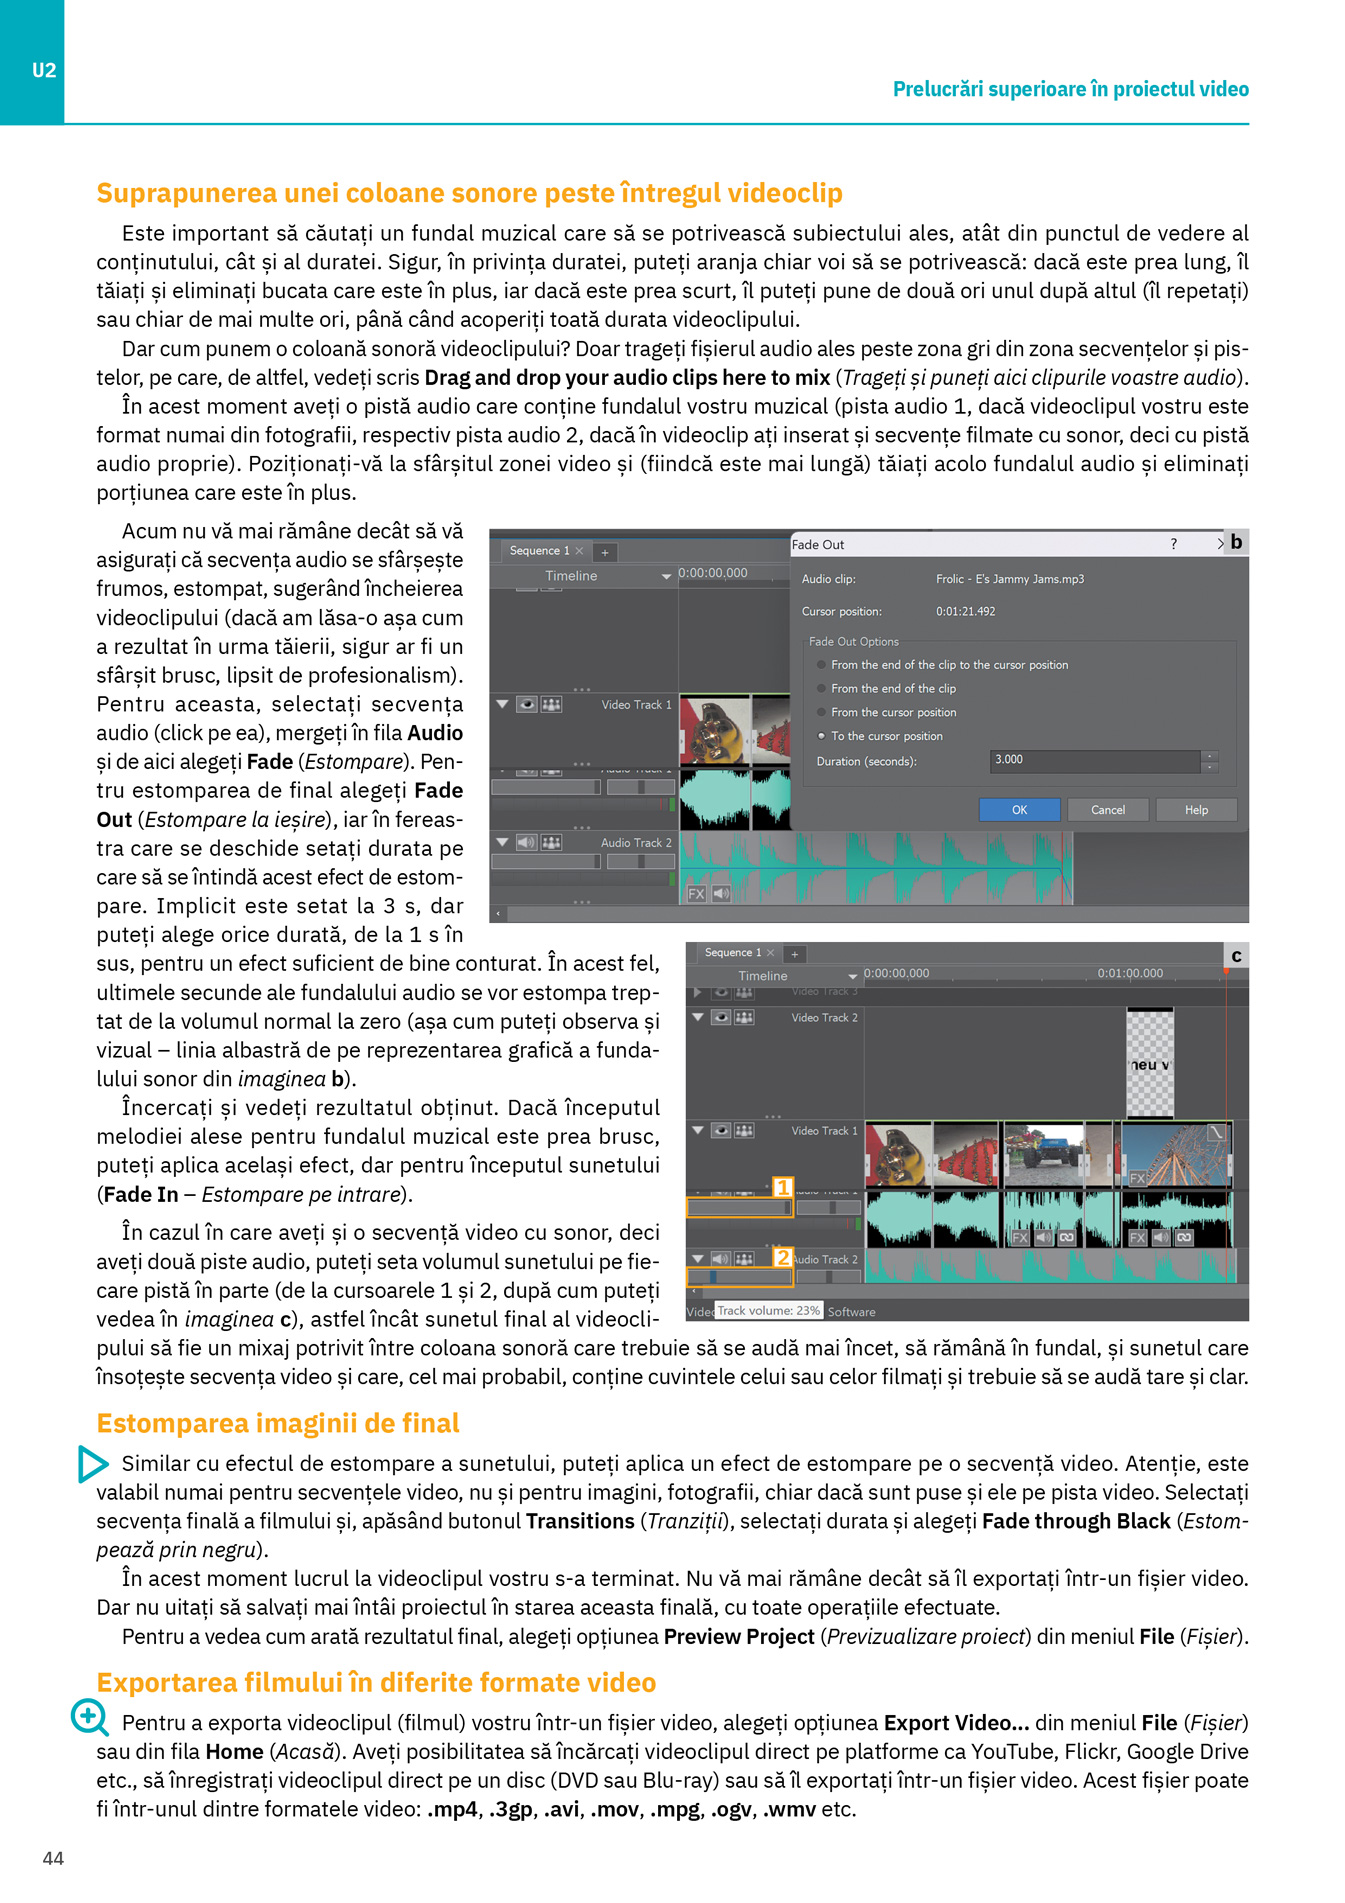 U2
Prelucrări superioare în proiectul video
Suprapunerea unei coloane sonore peste întregul videoclip
Este important să căutați un fundal muzical care să se potrivească subiectului ales, atât din punctul de vedere al
conținutului, cât și al duratei. Sigur, în privința duratei, puteți aranja chiar voi să se potrivească: dacă este prea lung, îl
tăiați și eliminați bucata care este în plus, iar dacă este prea scurt, îl puteți pune de două ori unul după altul (îl repetați)
sau chiar de mai multe ori, până când acoperiți toată durata videoclipului.
Dar cum punem o coloană sonoră videoclipului? Doar trageți fișierul audio ales peste zona gri din zona secvențelor și pis-
telor, pe care, de altfel, vedeți scris Drag and drop your audio clips here to mix (Trageți și puneți aici clipurile voastre audio).
În acest moment aveți o pistă audio care conține fundalul vostru muzical (pista audio 1, dacă videoclipul vostru este
format numai din fotografii, respectiv pista audio 2, dacă în videoclip ați inserat și secvențe filmate cu sonor, deci cu pistă
audio proprie). Poziționați-vă la sfârșitul zonei video și (fiindcă este mai lungă) tăiați acolo fundalul audio și eliminați
porțiunea care este în plus.
Acum nu vă mai rămâne decât să vă
asigurați că secvența audio se sfârșește
frumos, estompat, sugerând încheierea
videoclipului (dacă am lăsa-o așa cum
a rezultat în urma tăierii, sigur ar fi un
sfârșit brusc, lipsit de profesionalism).
Pentru aceasta, selectați secvența
audio (click pe ea), mergeți în fila Audio
și de aici alegeți Fade (Estompare). Pen-
tru estomparea de final alegeți Fade
Out (Estompare la ieșire), iar în fereas-
tra care se deschide setați durata pe
care să se întindă acest efect de estom-
pare. Implicit este setat la 3 s, dar
puteți alege orice durată, de la 1 s în
sus, pentru un efect suficient de bine conturat. În acest fel,
ultimele secunde ale fundalului audio se vor estompa trep-
tat de la volumul normal la zero (așa cum puteți observa și
vizual – linia albastră de pe reprezentarea grafică a funda-
lului sonor din imaginea b).
Încercați și vedeți rezultatul obținut. Dacă începutul
melodiei alese pentru fundalul muzical este prea brusc,
puteți aplica același efect, dar pentru începutul sunetului
(Fade In – Estompare pe intrare).
În cazul în care aveți și o secvență video cu sonor, deci
aveți două piste audio, puteți seta volumul sunetului pe fie-
care pistă în parte (de la cursoarele 1 și 2, după cum puteți
vedea în imaginea c), astfel încât sunetul final al videocli-
pului să fie un mixaj potrivit între coloana sonoră care trebuie să se audă mai încet, să rămână în fundal, și sunetul care
însoțește secvența video și care, cel mai probabil, conține cuvintele celui sau celor filmați și trebuie să se audă tare și clar.
b
Sequence 1 × +
Timeline
0:00:00.000
Video Track 1
Audio Track 1
Audio Track 2
FX
Fade Out ?
Audio clip: Frolic - E's Jammy Jams.mp3
Cursor position: 0:01:21.492
Fade Out Options
From the end of the clip to the cursor position
From the end of the clip
From the cursor position
To the cursor position
Duration (seconds): 3.000
OK Cancel Help
c
Sequence 1 × +
Timeline
0:00:00.000 0:01:00.000
Video Track 3
Video Track 2
neu v
Video Track 1
FX
1
Audio Track 1
FX FX
2
Audio Track 2
Video
Track volume: 23%
Software
Estomparea imaginii de final
Similar cu efectul de estompare a sunetului, puteți aplica un efect de estompare pe o secvență video. Atenție, este
valabil numai pentru secvențele video, nu și pentru imagini, fotografii, chiar dacă sunt puse și ele pe pista video. Selectați
secvența finală a filmului și, apăsând butonul Transitions (Tranziții), selectați durata și alegeți Fade through Black (Estom-
pează prin negru).
În acest moment lucrul la videoclipul vostru s-a terminat. Nu vă mai rămâne decât să îl exportați într-un fișier video.
Dar nu uitați să salvați mai întâi proiectul în starea aceasta finală, cu toate operațiile efectuate.
Pentru a vedea cum arată rezultatul final, alegeți opțiunea Preview Project (Previzualizare proiect) din meniul File (Fișier).
Exportarea filmului în diferite formate video
Pentru a exporta videoclipul (filmul) vostru într-un fișier video, alegeți opțiunea Export Video... din meniul File (Fișier)
sau din fila Home (Acasă). Aveți posibilitatea să încărcați videoclipul direct pe platforme ca YouTube, Flickr, Google Drive
etc., să înregistrați videoclipul direct pe un disc (DVD sau Blu-ray) sau să îl exportați într-un fișier video. Acest fișier poate
fi într-unul dintre formatele video: .mp4, .3gp, .avi, .mov, .mpg, .ogv, .wmv etc.
44